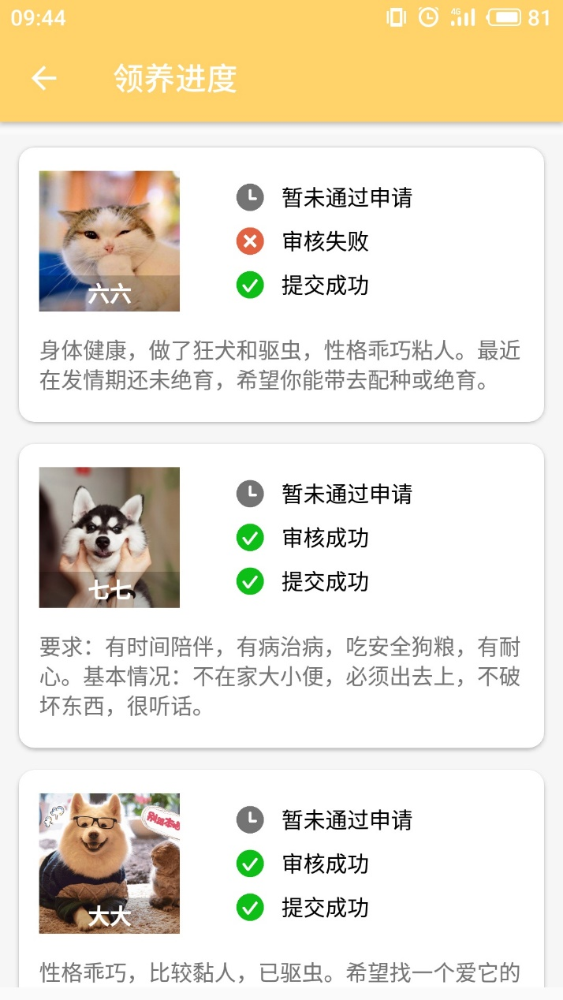 09:44
4G
81
领养进度
暂未通过申请
审核失败
提交成功
六六
身体健康，做了狂犬和驱虫，性格乖巧粘人。最近
在发情期还未绝育，希望你能带去配种或绝育。
暂未通过申请
审核成功
提交成功
七七
要求：有时间陪伴，有病治病，吃安全狗粮，有耐
心。基本情况：不在家大小便，必须出去上，不破
坏东西，很听话。
暂未通过申请
审核成功
提交成功
大大
性格乖巧，比较黏人，已驱虫。希望找一个爱它的